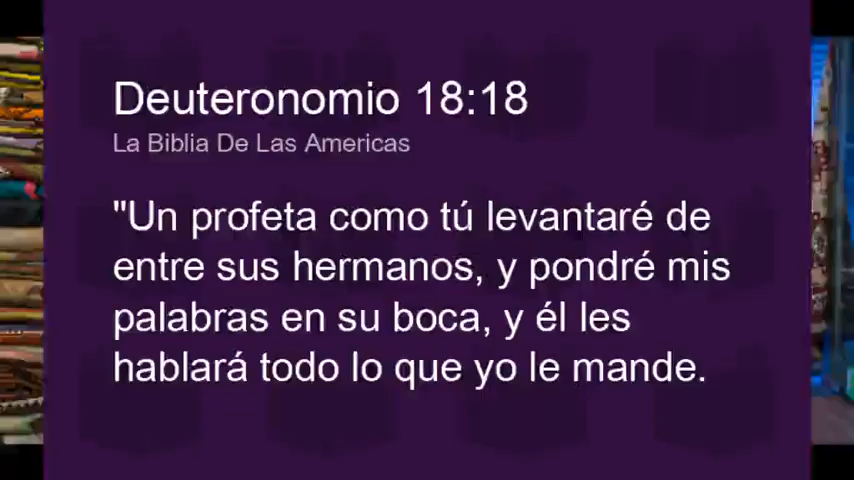 Deuteronomio 18:18
La Biblia De Las Americas
"Un profeta como tú levantaré de
entre sus hermanos, y pondré mis
palabras en su boca, y él les
hablará todo lo que yo le mande.